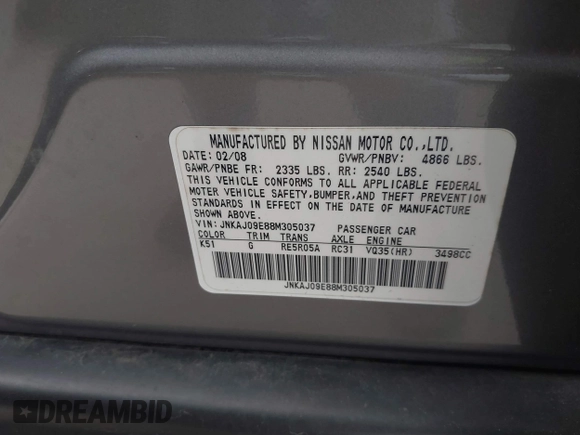 MANUFACTURED BY NISSAN MOTOR CO.,LTD.
DATE: 02/08 GVWR/PNBV: 4866 LBS.
GAWR/PNBE FR: 2335 LBS. RR: 2540 LBS.
THIS VEHICLE CONFORMS TO ALL APPLICABLE FEDERAL
MOTER VEHICLE SAFETY,BUMPER,AND THEFT PREVENTION
STANDARDS IN EFFECT ON THE DATE OF MANUFACTURE
SHOWN ABOVE.
VIN: JNKAJ09E88M305037 PASSENGER CAR
COLOR TRIM TRANS AXLE ENGINE
K51 G RE5R05A RC31 VQ35(HR) 3498CC
JNKAJ09E88M305037
DREAMBID